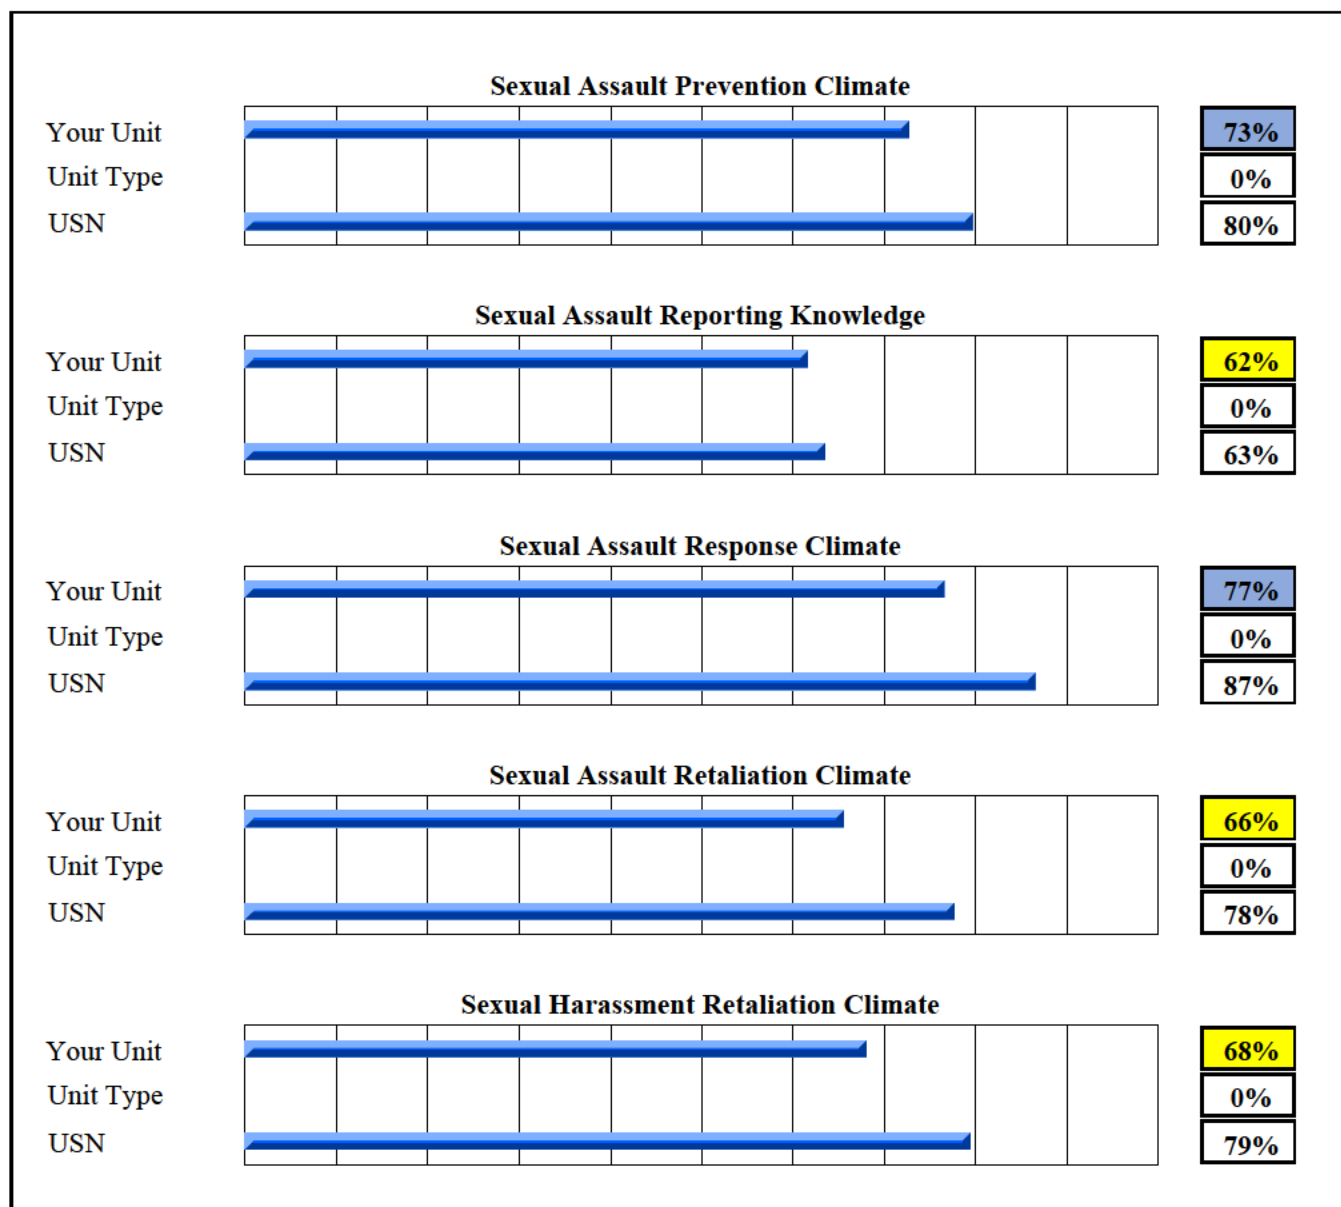 Sexual Assault Prevention Climate
Your Unit 73%
Unit Type 0%
USN 80%
Sexual Assault Reporting Knowledge
Your Unit 62%
Unit Type 0%
USN 63%
Sexual Assault Response Climate
Your Unit 77%
Unit Type 0%
USN 87%
Sexual Assault Retaliation Climate
Your Unit 66%
Unit Type 0%
USN 78%
Sexual Harassment Retaliation Climate
Your Unit 68%
Unit Type 0%
USN 79%